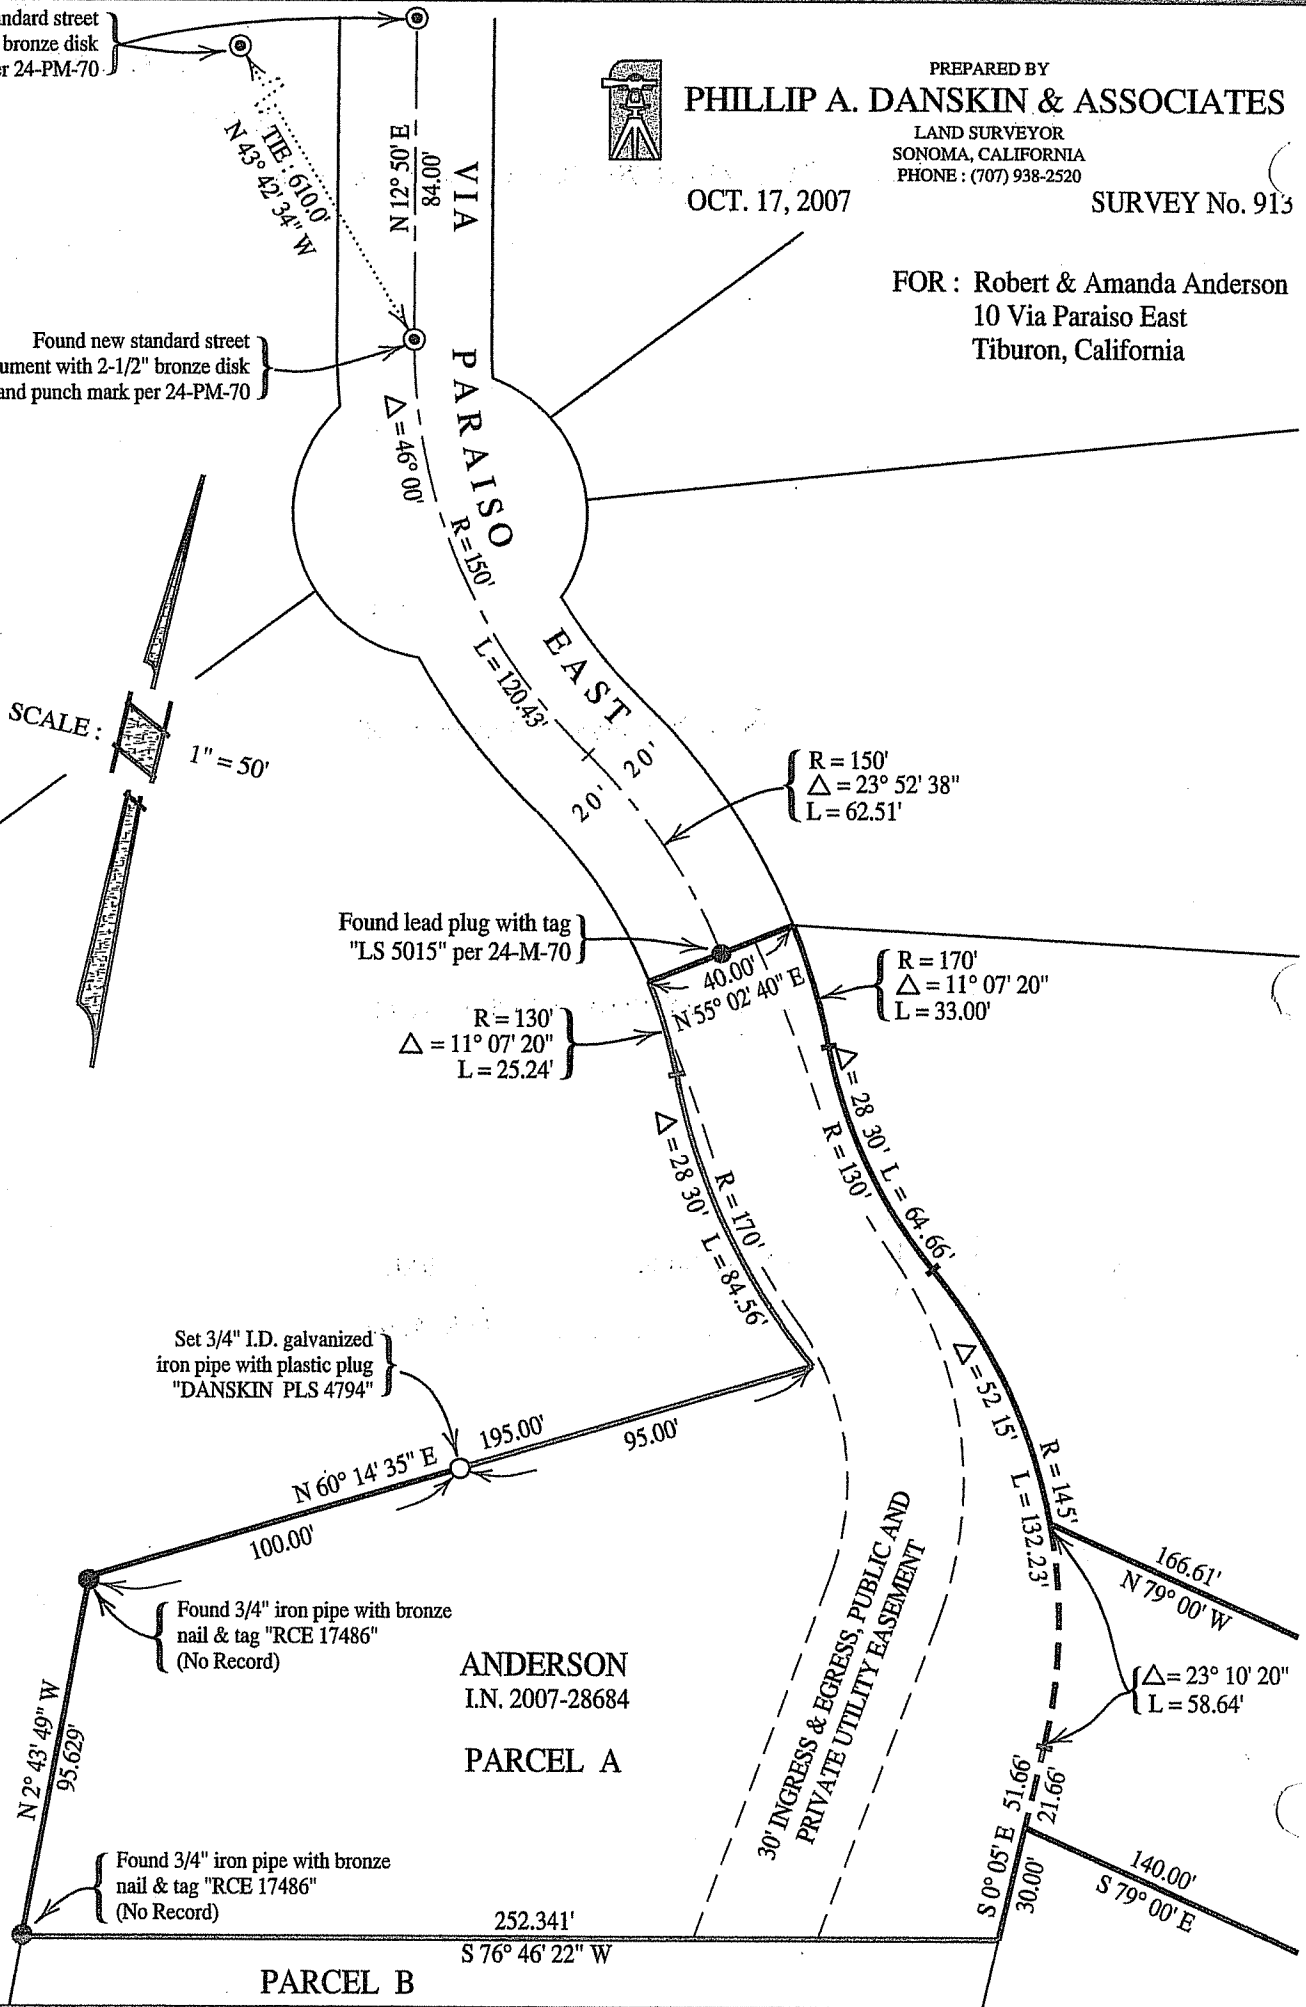 ndard street
bronze disk
er 24-PM-70
PREPARED BY
PHILLIP A. DANSKIN & ASSOCIATES
LAND SURVEYOR
SONOMA, CALIFORNIA
PHONE : (707) 938-2520
OCT. 17, 2007
SURVEY No. 913
FOR : Robert & Amanda Anderson
10 Via Paraiso East
Tiburon, California
TIE : 610.0'
N 43° 42' 34" W
N 12° 50' E
84.00'
VIA PARAISO EAST
Found new standard street
ument with 2-1/2" bronze disk
and punch mark per 24-PM-70
△ = 46° 00'
R = 150'
L = 120.43'
SCALE :
1" = 50'
20'
20'
R = 150'
△ = 23° 52' 38"
L = 62.51'
Found lead plug with tag
"LS 5015" per 24-M-70
40.00'
N 55° 02' 40" E
R = 170'
△ = 11° 07' 20"
L = 33.00'
R = 130'
△ = 11° 07' 20"
L = 25.24'
△ = 28 30' L = 64.66'
R = 130'
△ = 28 30' L = 84.56'
R = 170'
Set 3/4" I.D. galvanized
iron pipe with plastic plug
"DANSKIN PLS 4794"
195.00'
95.00'
N 60° 14' 35" E
100.00'
△ = 52 15' L = 132.23'
R = 145'
166.61'
N 79° 00' W
Found 3/4" iron pipe with bronze
nail & tag "RCE 17486"
(No Record)
ANDERSON
I.N. 2007-28684
PARCEL A
30' INGRESS & EGRESS, PUBLIC AND
PRIVATE UTILITY EASEMENT
△= 23° 10' 20"
L = 58.64'
N 2° 43' 49" W
95.629'
S 0° 05' E 51.66'
21.66'
30.00'
140.00'
S 79° 00' E
Found 3/4" iron pipe with bronze
nail & tag "RCE 17486"
(No Record)
252.341'
S 76° 46' 22" W
PARCEL B